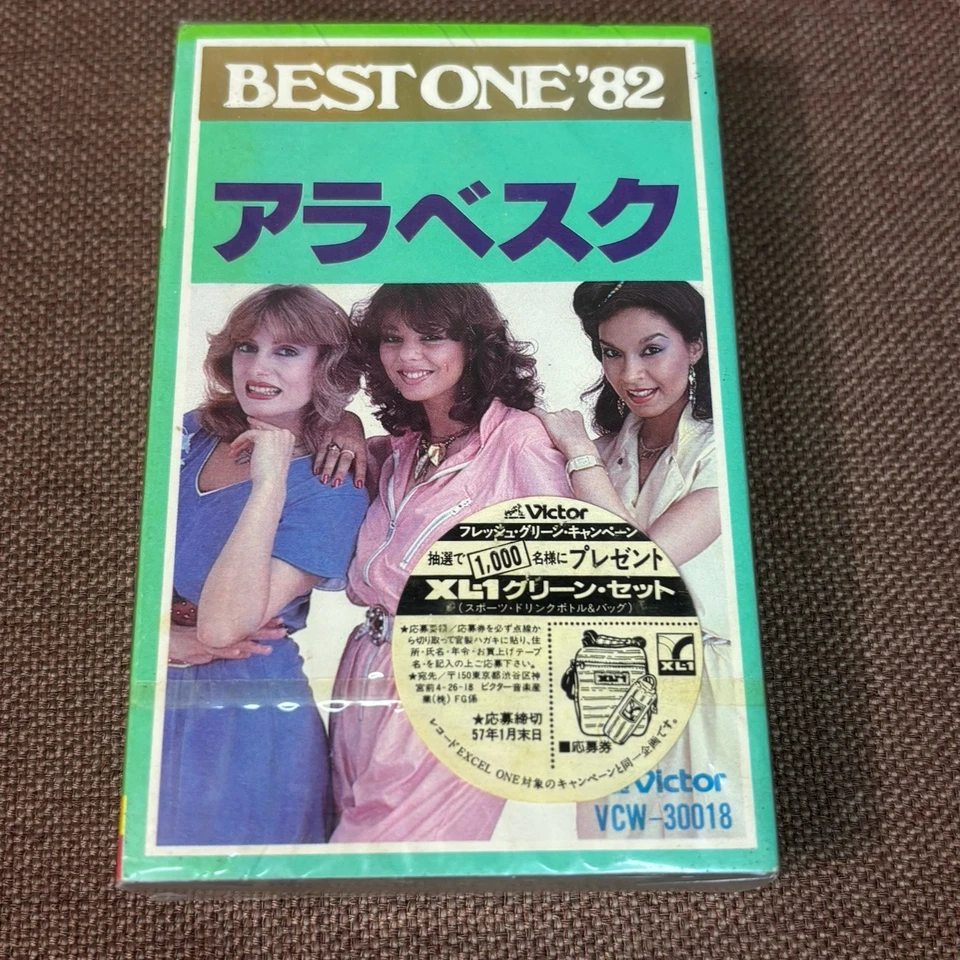 BEST ONE '82
アラベスク
Victor
フレッシュ・グリーン・キャンペーン
抽選で1,000名様にプレゼント
XL-1グリーン・セット
(スポーツ・ドリンクボトル&バッグ)
★応募要領/応募券を必ず点線か
ら切り取って官製ハガキに貼り、住
所・氏名・年令・お買上げテープ
名・を記入の上ご応募下さい。
★宛先/〒150東京都渋谷区神
宮前4-26-18 ビクター音楽産
業(株) FG係
★応募締切
57年1月末日
XL-1
XL-1
■応募券
レコードEXCEL ONE対象のキャンペーンと同一企画です。
Victor
VCW-30018